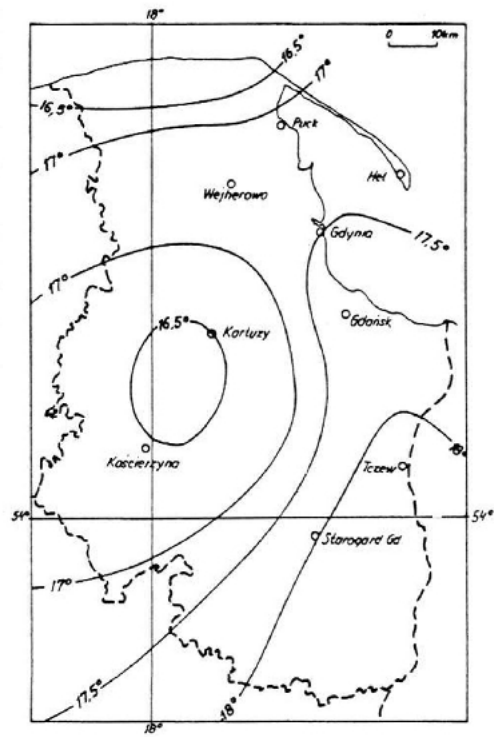 18°
0 10km
16,5°
17°
16,5°
Puck
17°
Hel
Wejherowo
Gdynia
17,5°
17°
Gdańsk
16,5°
Kartuzy
Kościerzyna
18°
Tczew
54°
54°
Starogard Gd
17°
17,5°
18°
18°